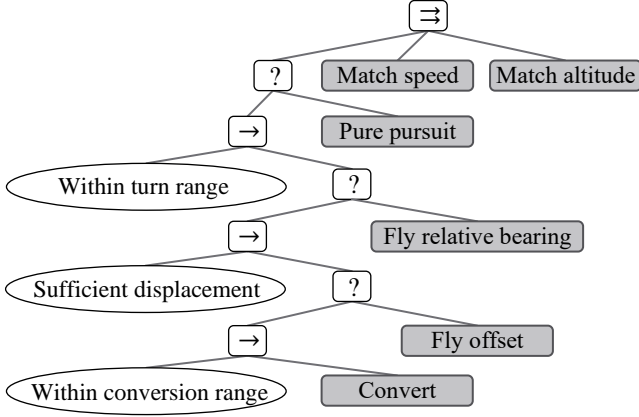 ⇉
?
Match speed
Match altitude
→
Pure pursuit
Within turn range
?
→
Fly relative bearing
Sufficient displacement
?
→
Fly offset
Within conversion range
Convert